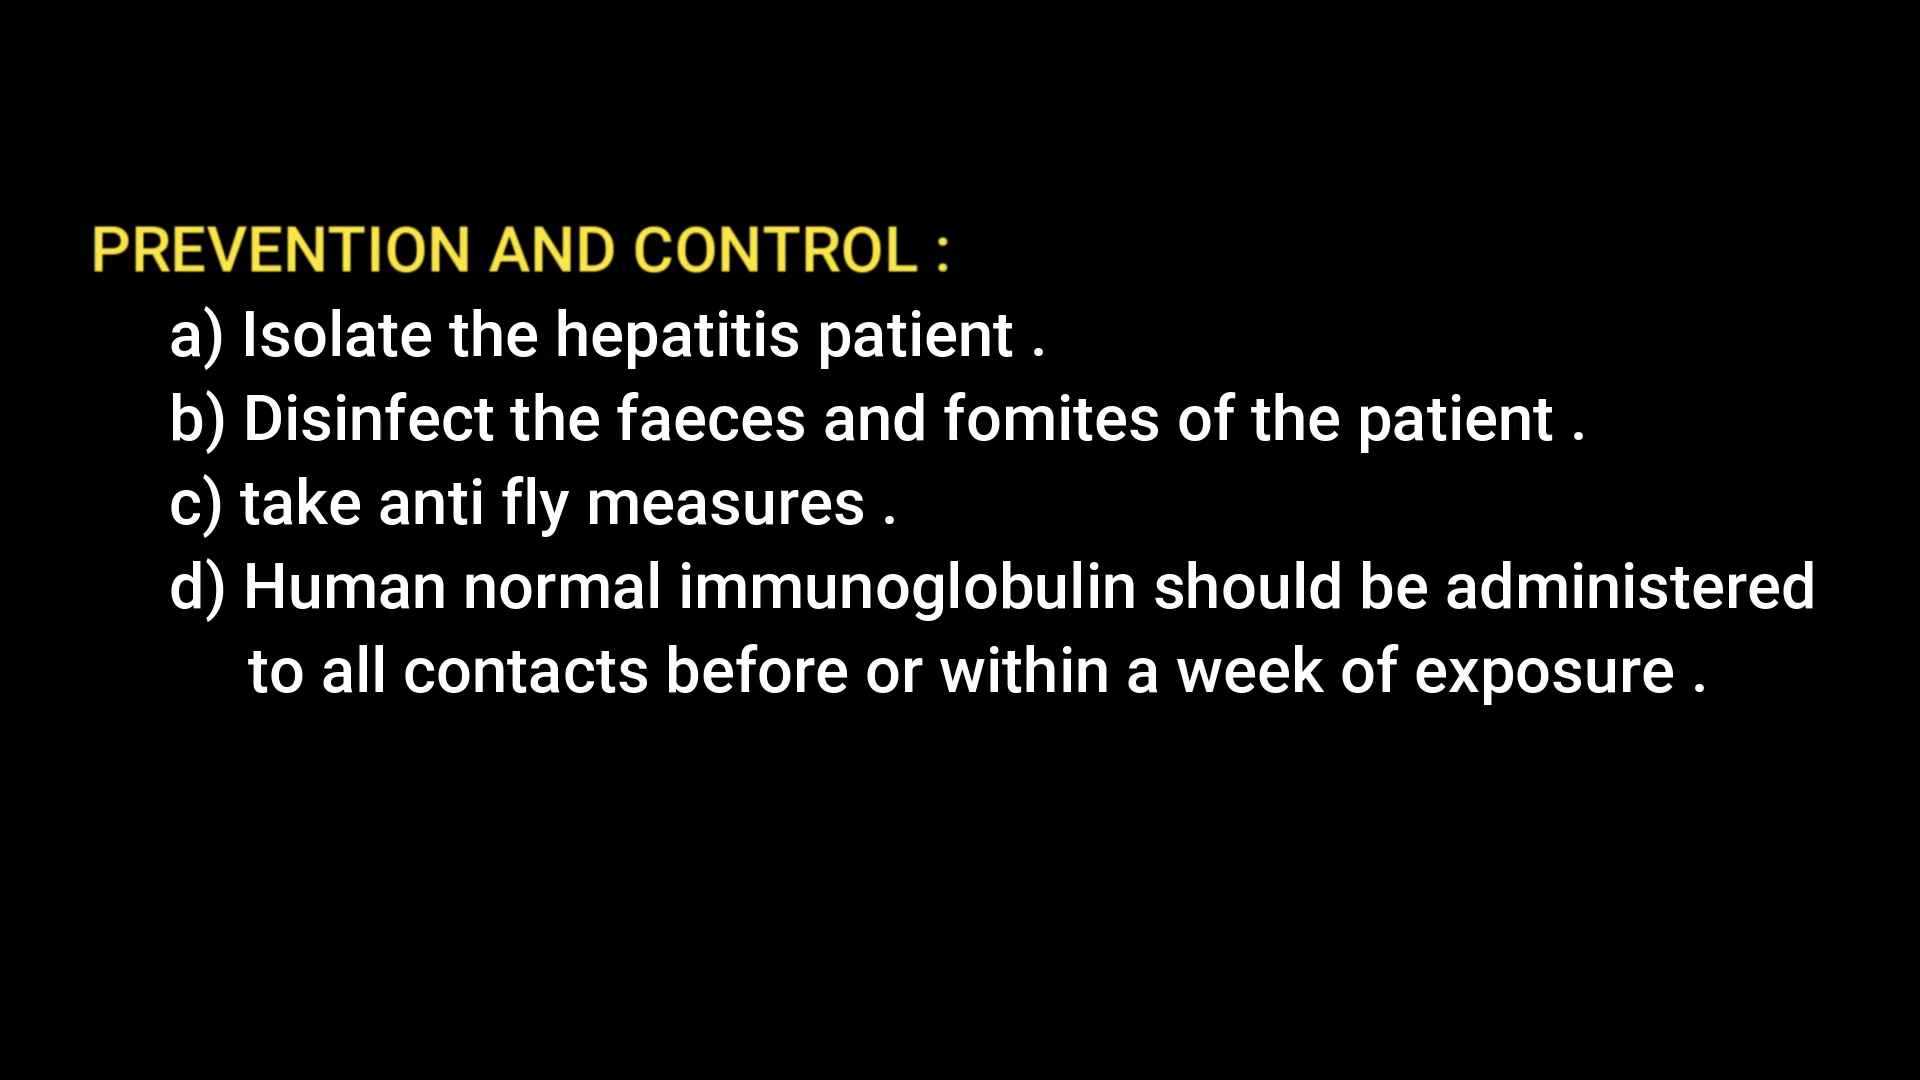 PREVENTION AND CONTROL :
a) Isolate the hepatitis patient .
b) Disinfect the faeces and fomites of the patient .
c) take anti fly measures .
d) Human normal immunoglobulin should be administered
to all contacts before or within a week of exposure .